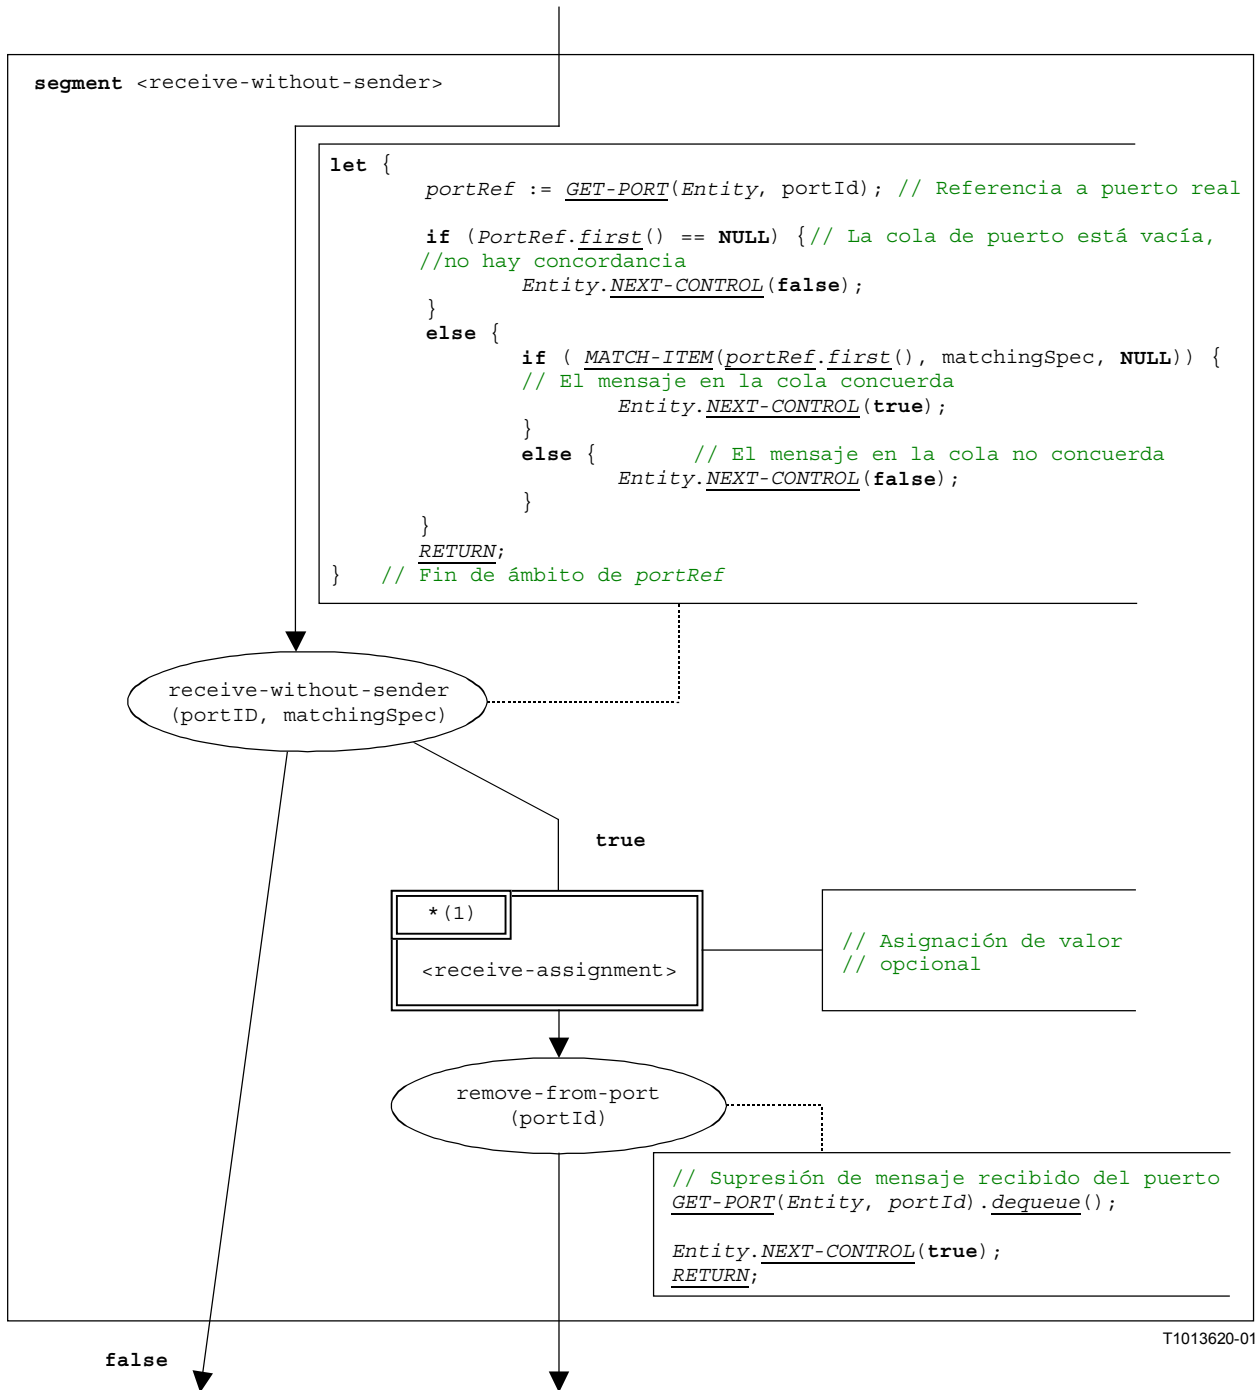 segment <receive-without-sender>
let {
portRef := GET-PORT(Entity, portId); // Referencia a puerto real
if (PortRef.first() == NULL) {// La cola de puerto está vacía,
//no hay concordancia
Entity.NEXT-CONTROL(false);
}
else {
if ( MATCH-ITEM(portRef.first(), matchingSpec, NULL)) {
// El mensaje en la cola concuerda
Entity.NEXT-CONTROL(true);
}
else { // El mensaje en la cola no concuerda
Entity.NEXT-CONTROL(false);
}
}
RETURN;
} // Fin de ámbito de portRef
receive-without-sender
(portID, matchingSpec)
true
*(1)
<receive-assignment>
// Asignación de valor
// opcional
remove-from-port
(portId)
// Supresión de mensaje recibido del puerto
GET-PORT(Entity, portId).dequeue();
Entity.NEXT-CONTROL(true);
RETURN;
T1013620-01
false